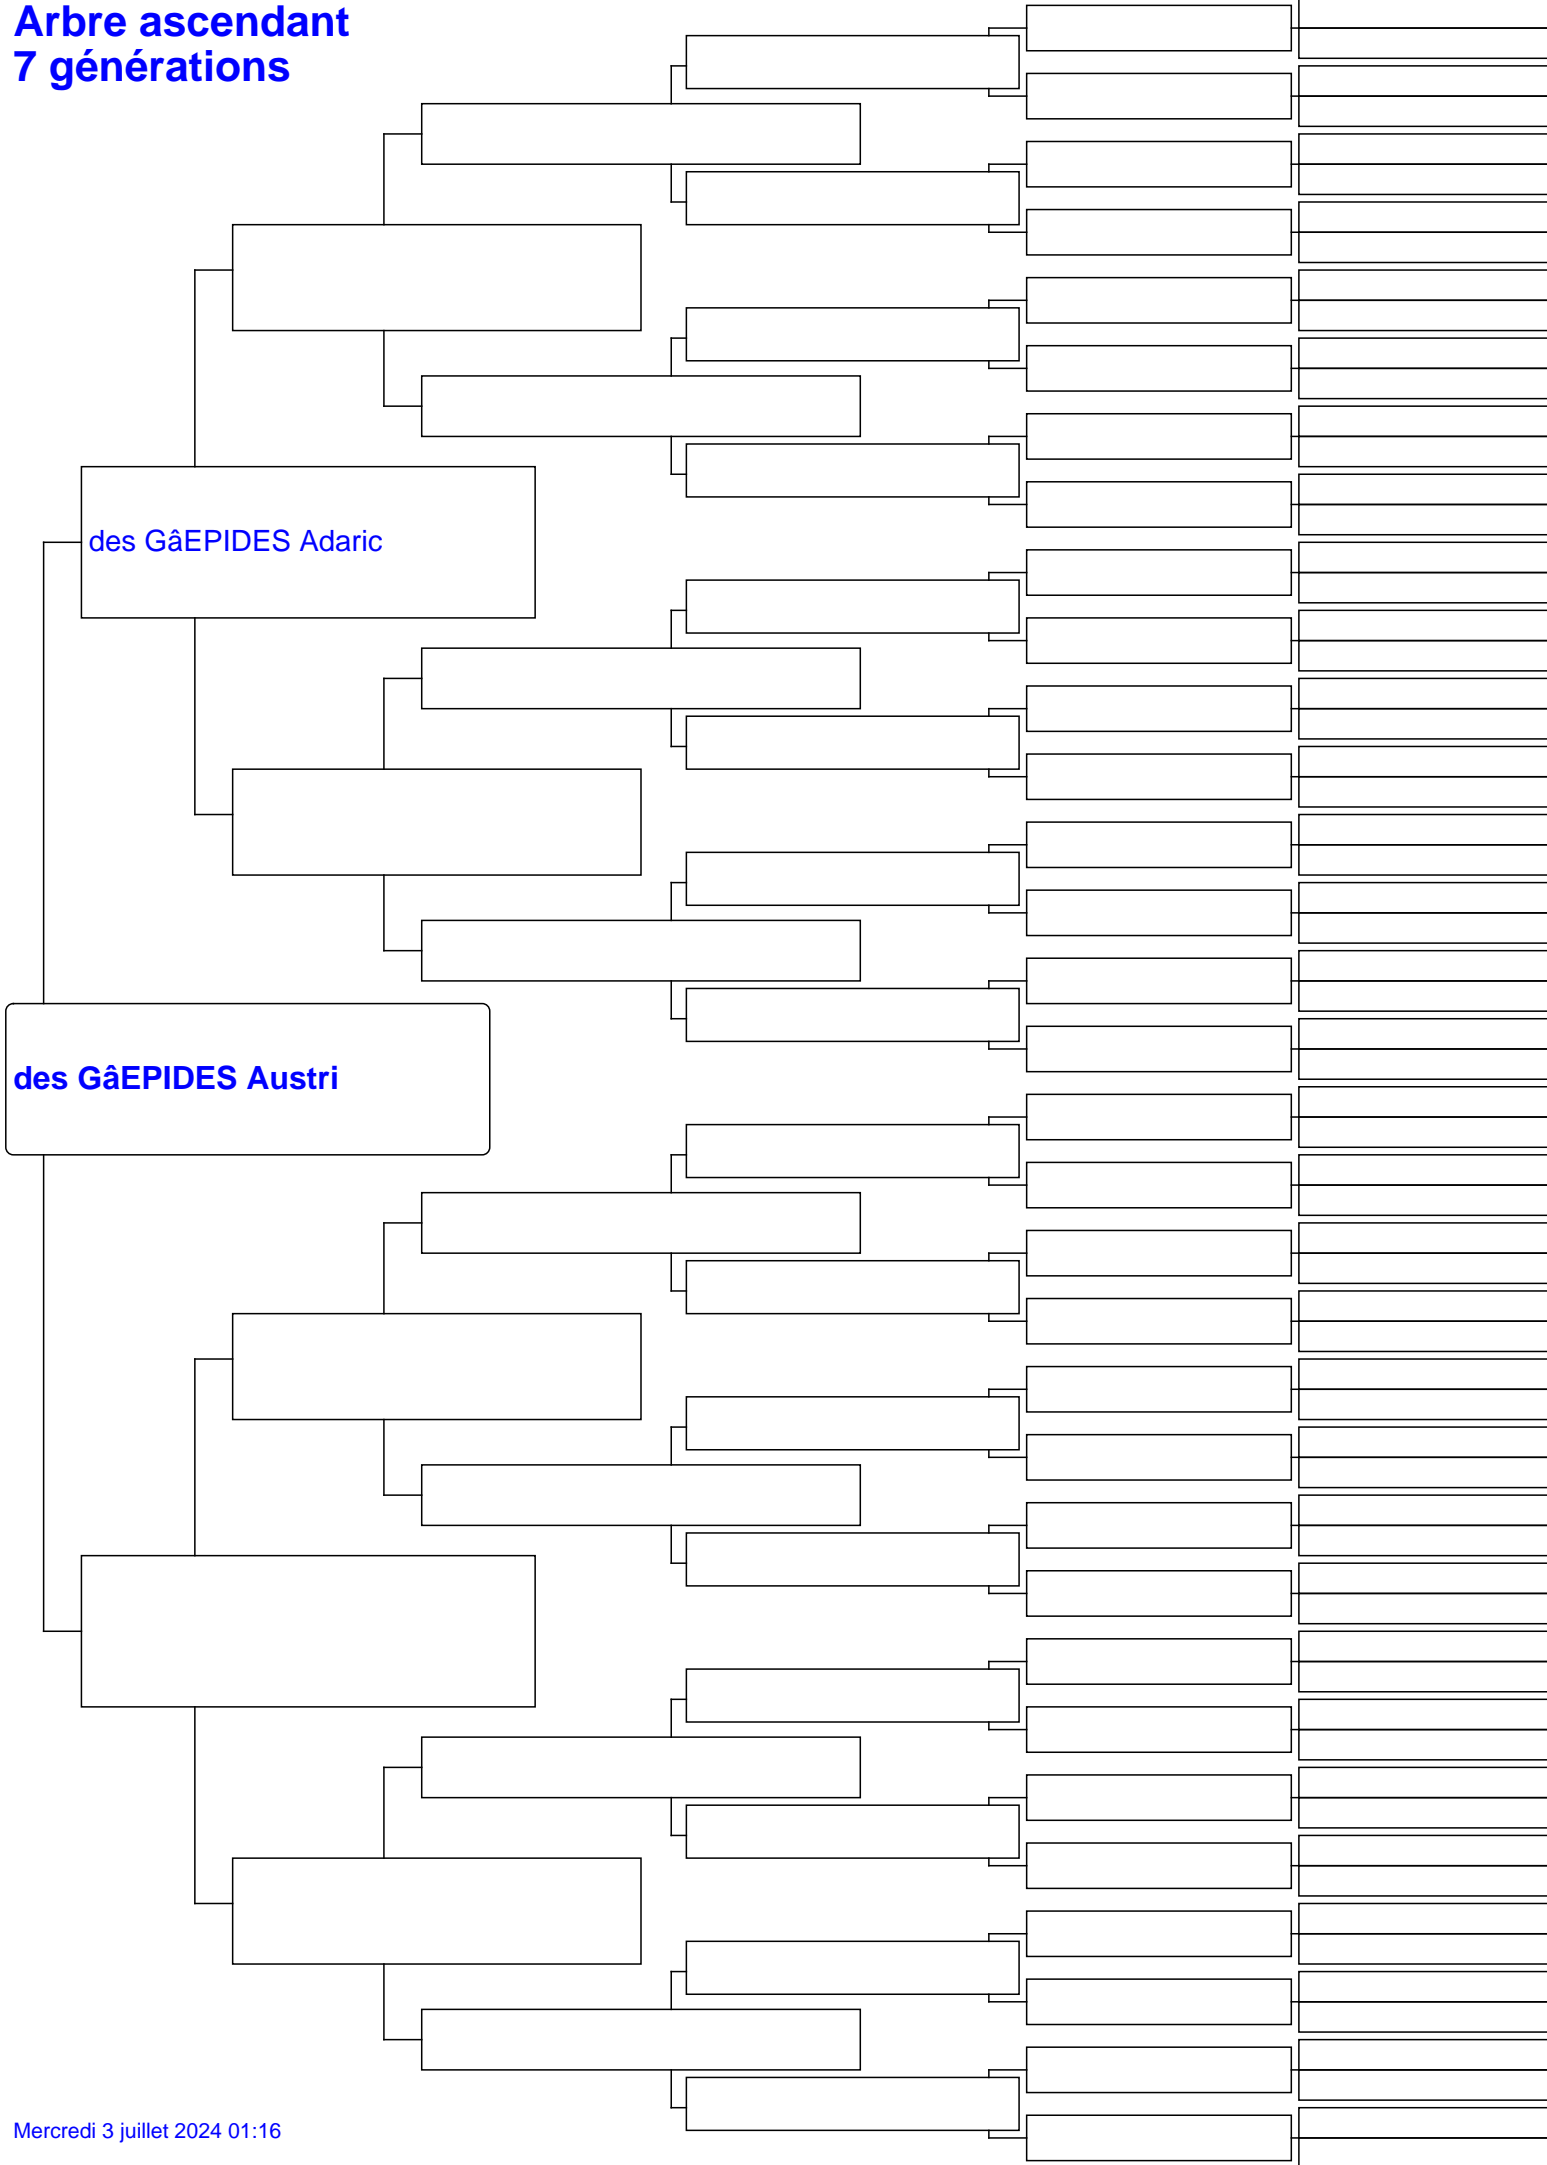 Arbre ascendant
7 générations
des GâEPIDES Adaric
des GâEPIDES Austri
Mercredi 3 juillet 2024 01:16